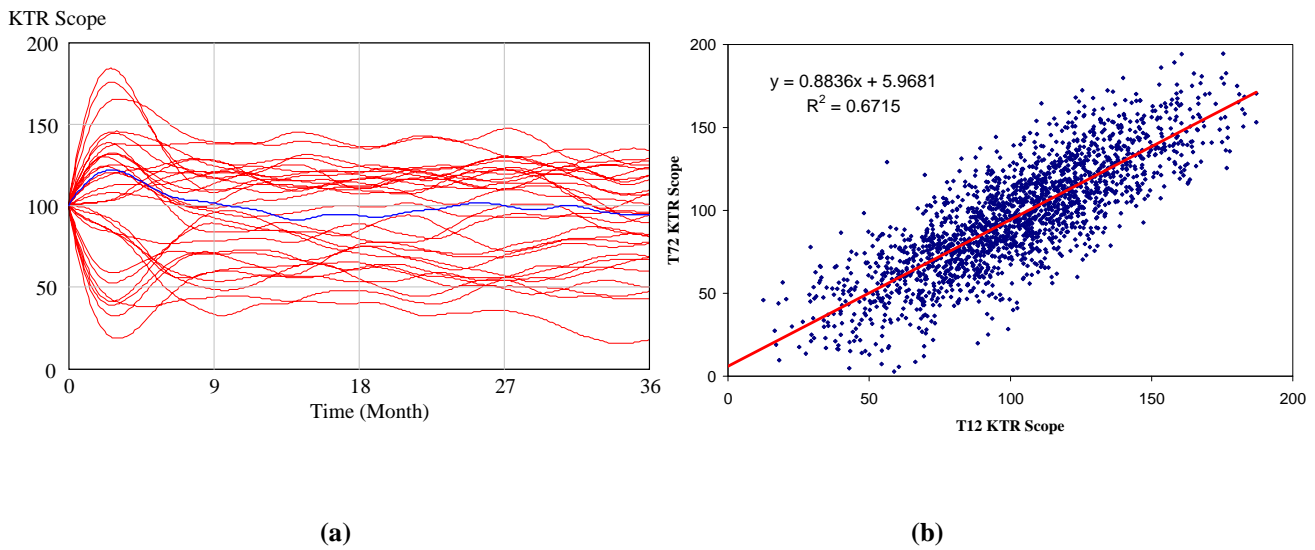 KTR Scope
200
150
100
50
0
0 9 18 27 36
Time (Month)
(a)
200
150
100
50
0
T72 KTR Scope
y = 0.8836x + 5.9681
R² = 0.6715
0 50 100 150 200
T12 KTR Scope
(b)